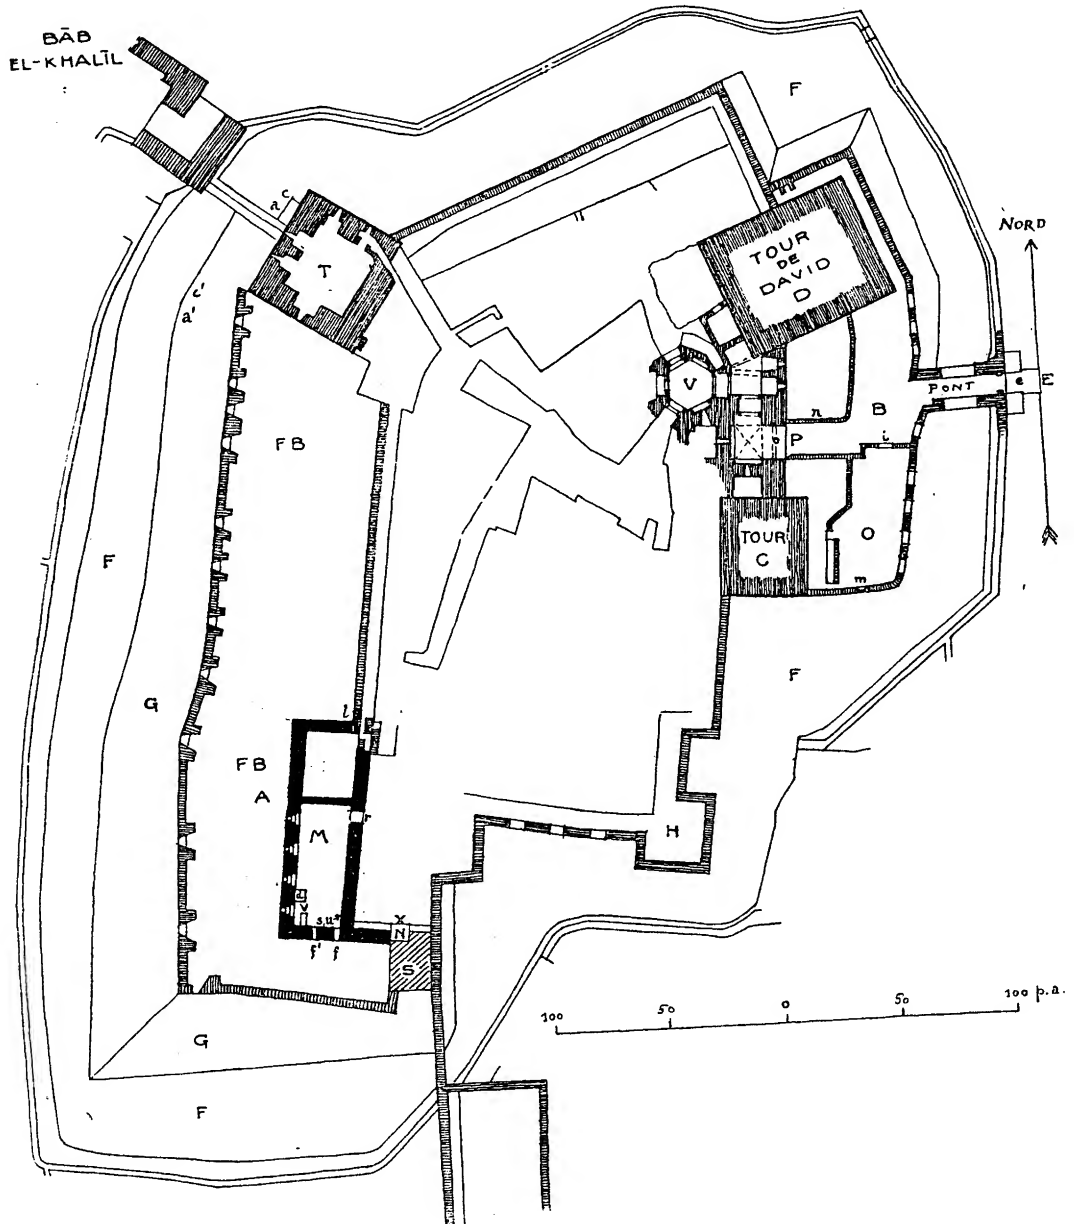 BĀB
EL-KHALĪL
F
NORD
c
a
T
TOUR
DE
DAVID
D
c'
a'
V
PONT
e
E
n
B
FB
o
P
i
TOUR
C
O
m
F
F
G
l
FB
A
r
M
H
d
v
s
u
x
N
f'
f
S
100
50
0
50
100 p.a.
G
F